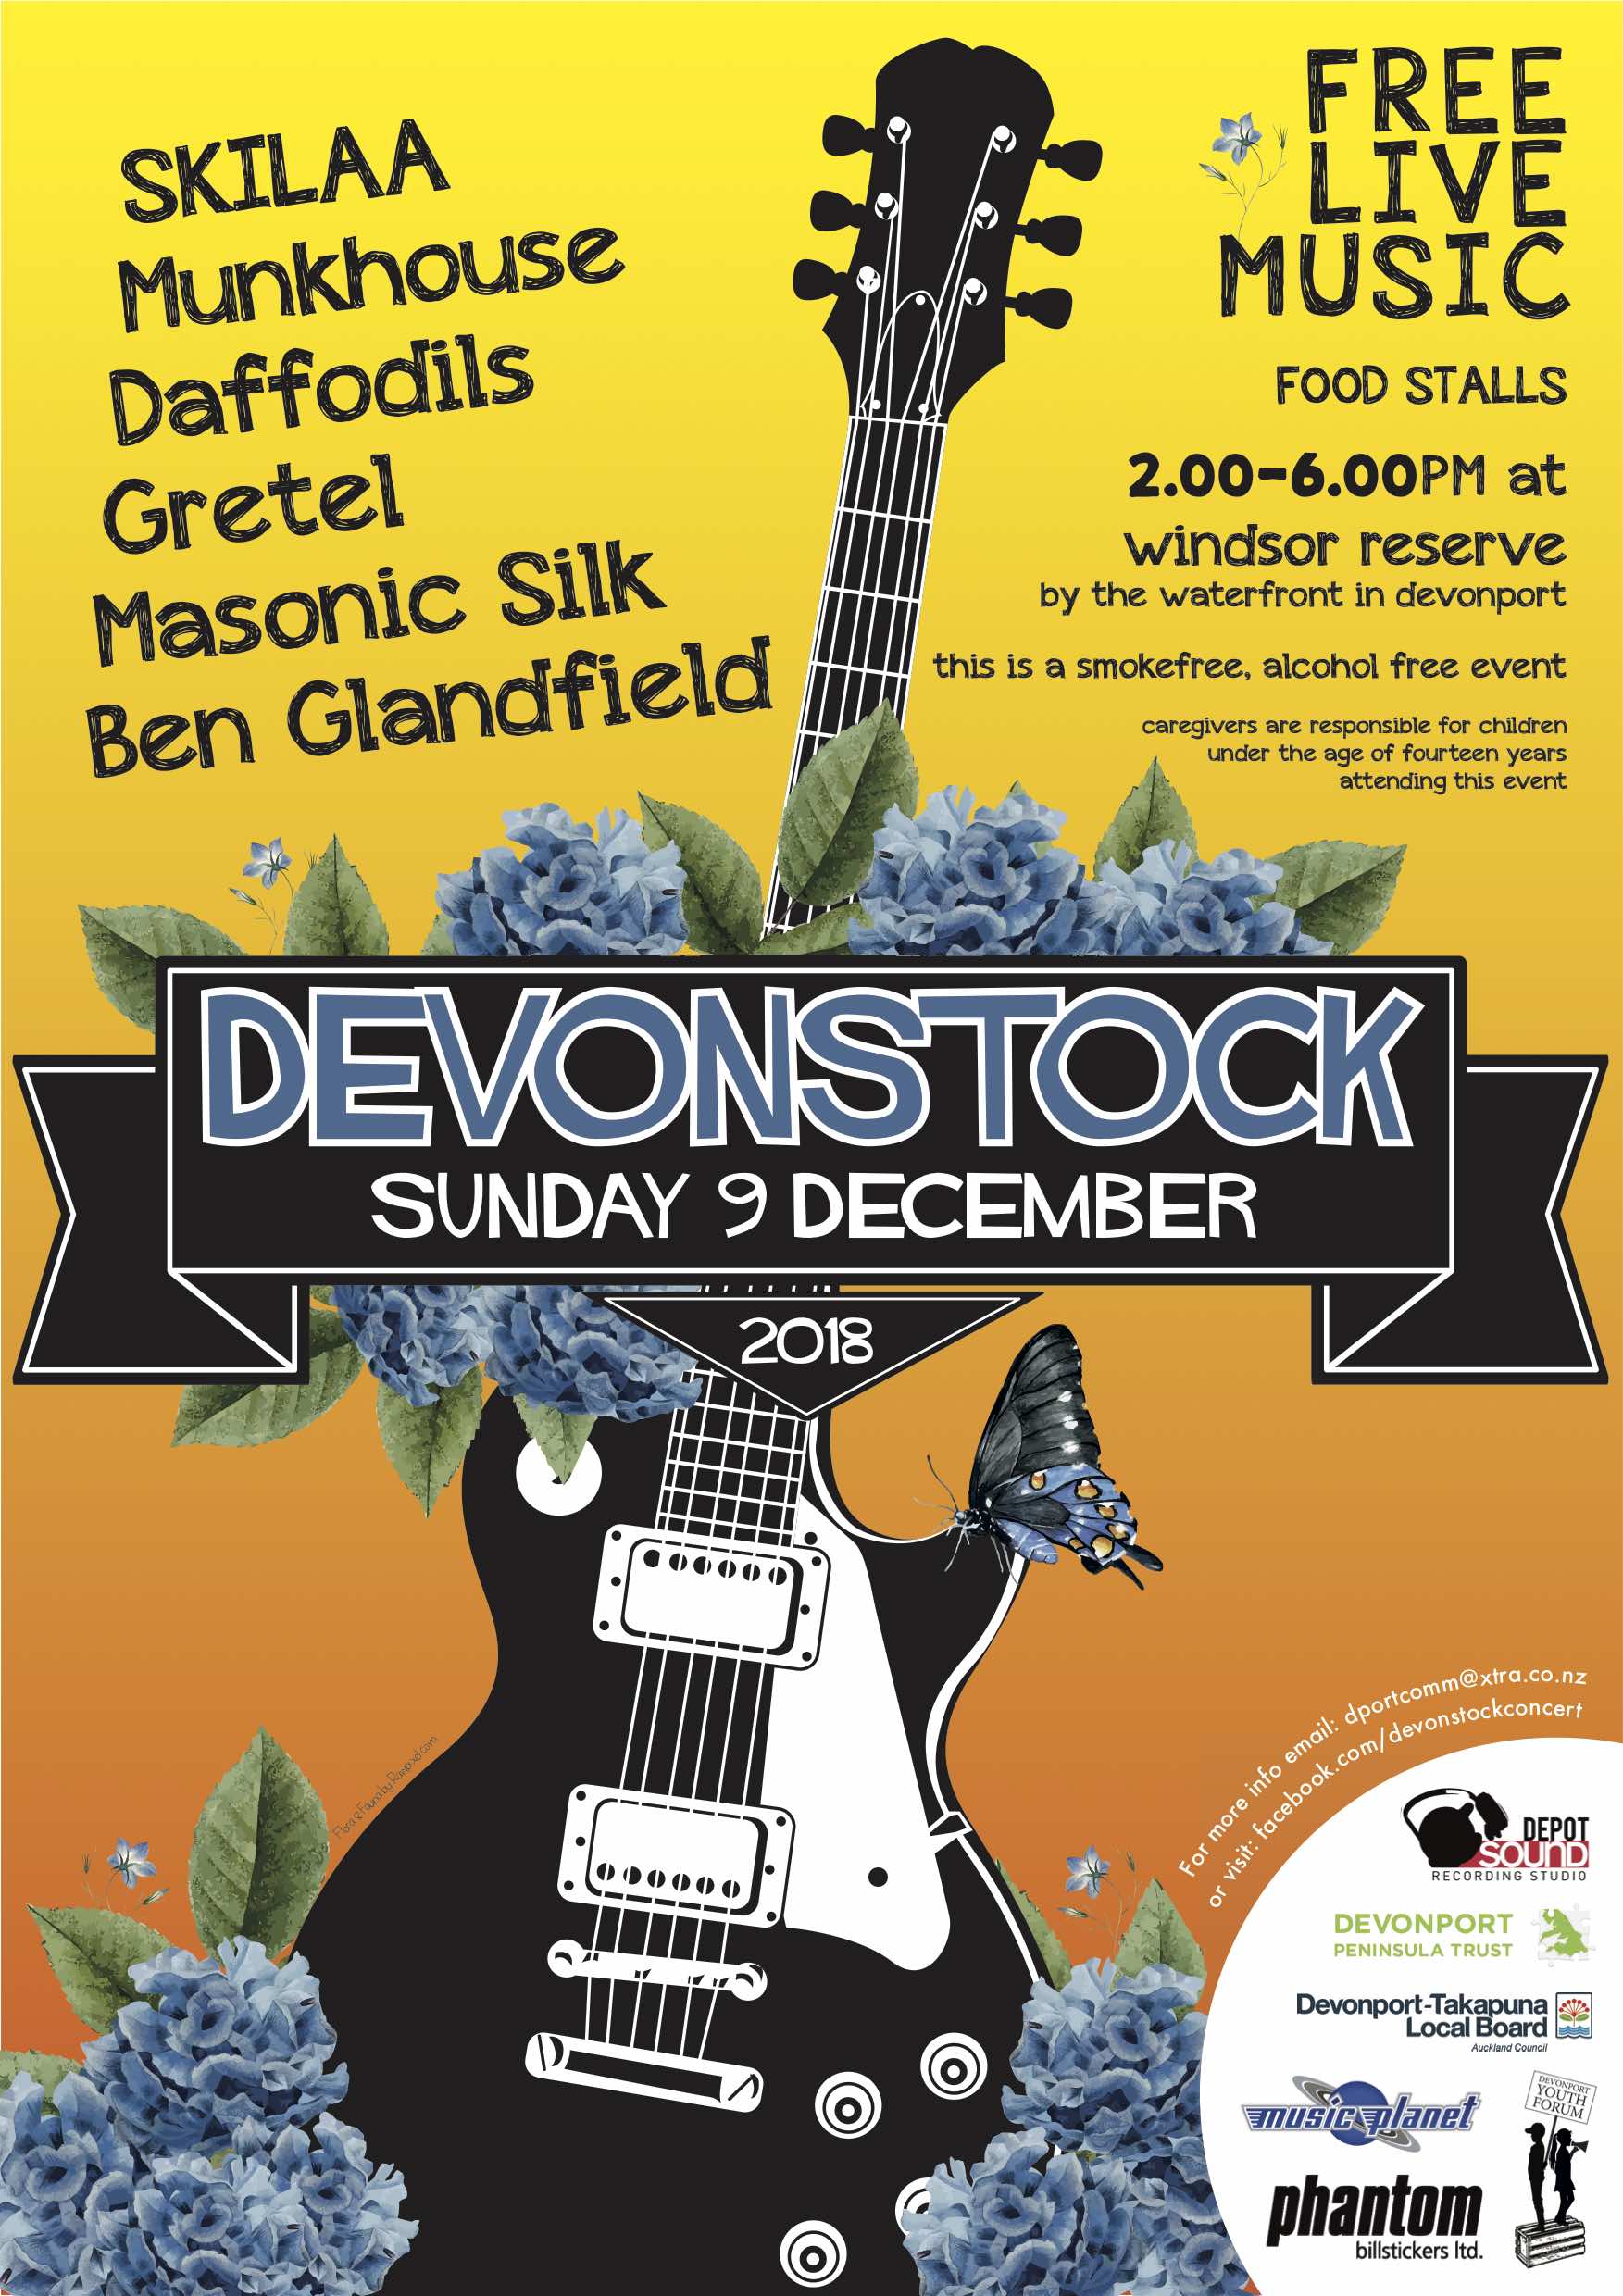 SKILAA
Munkhouse
Daffodils
Gretel
Masonic Silk
Ben Glandfield
FREE
LIVE
MUSIC
FOOD STALLS
2.00-6.00PM at
windsor reserve
by the waterfront in devonport
this is a smokefree, alcohol free event
caregivers are responsible for children
under the age of fourteen years
attending this event
DEVONSTOCK
SUNDAY 9 DECEMBER
2018
For more info email: dportcomm@xtra.co.nz
or visit: facebook.com/devonstockconcert
DEPOT
SOUND
RECORDING STUDIO
DEVONPORT
PENINSULA TRUST
Devonport-Takapuna
Local Board
Auckland Council
music planet
DEVONPORT
YOUTH
FORUM
phantom
billstickers ltd.
Flora & Fauna by